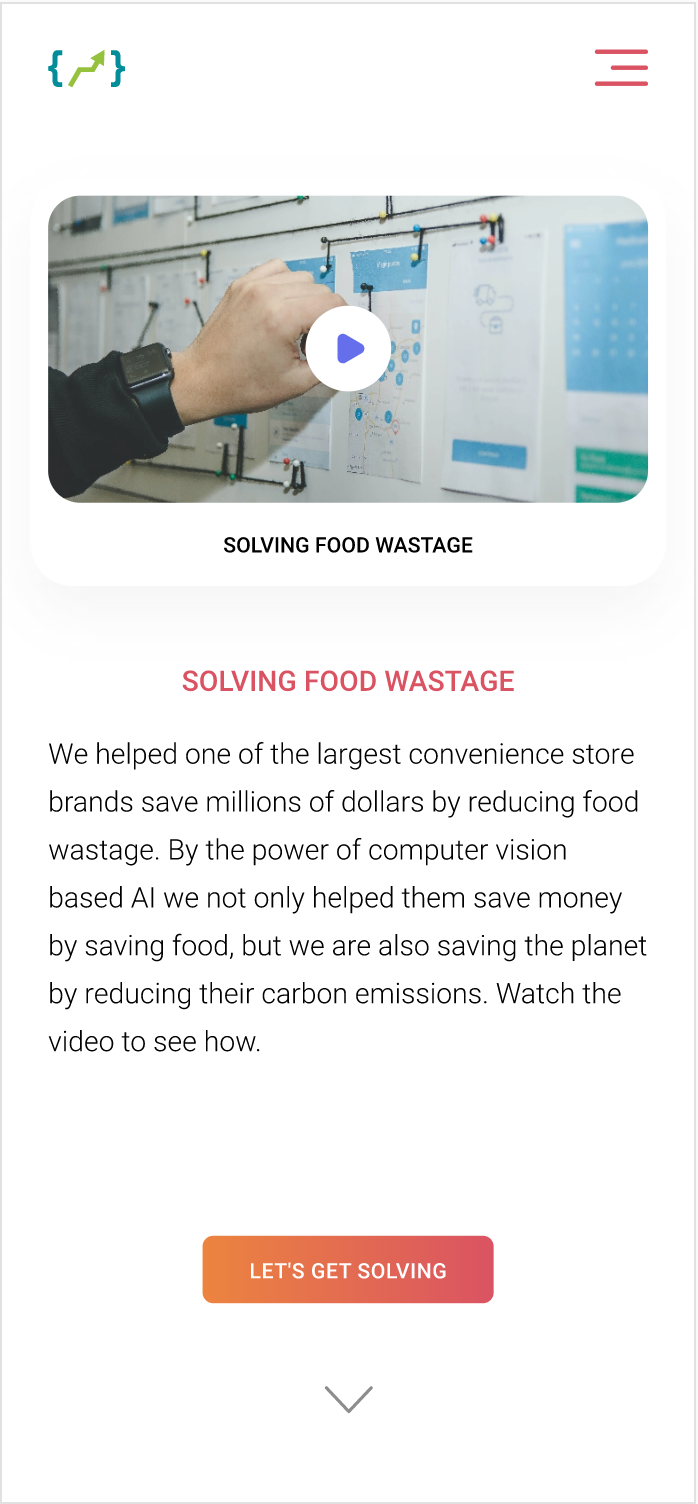 SOLVING FOOD WASTAGE
SOLVING FOOD WASTAGE
We helped one of the largest convenience store
brands save millions of dollars by reducing food
wastage. By the power of computer vision
based AI we not only helped them save money
by saving food, but we are also saving the planet
by reducing their carbon emissions. Watch the
video to see how.
LET'S GET SOLVING